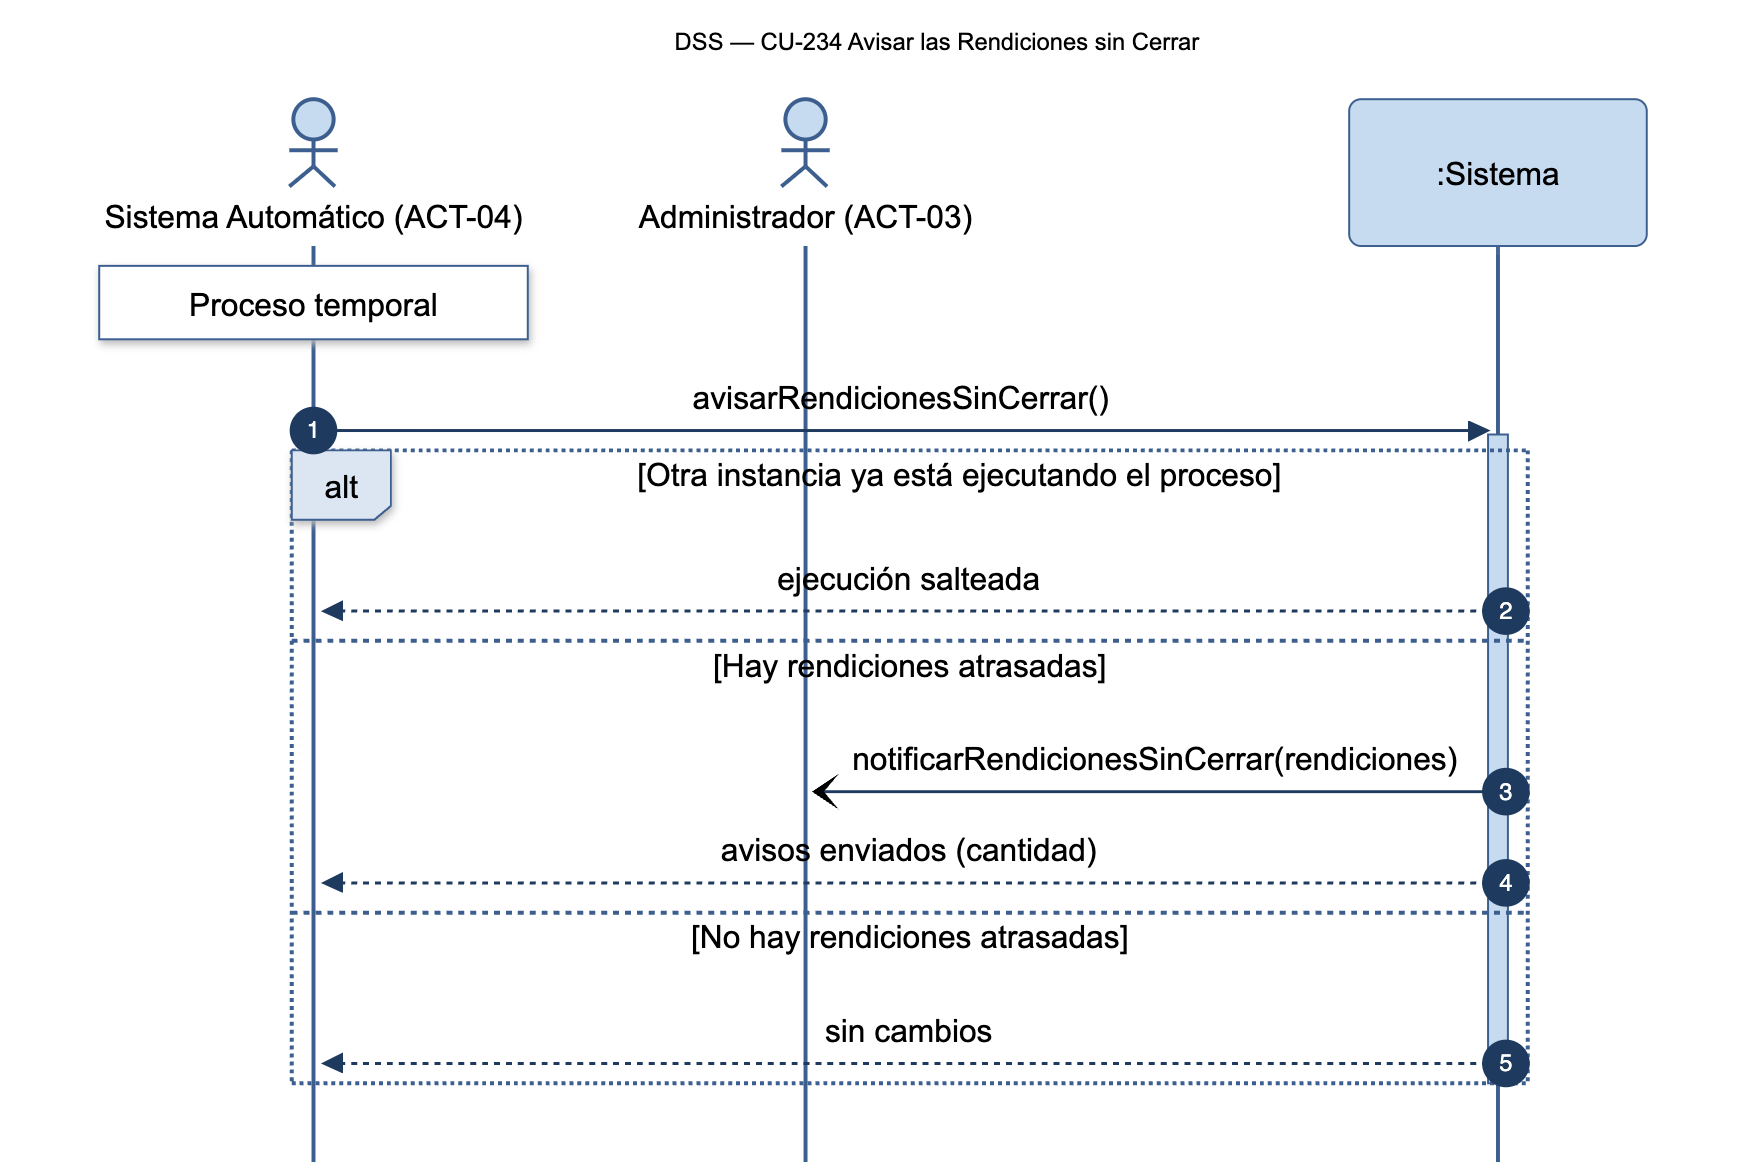 DSS — CU-234 Avisar las Rendiciones sin Cerrar
Sistema Automático (ACT-04)
Administrador (ACT-03)
:Sistema
Proceso temporal
avisarRendicionesSinCerrar()
1
alt
[Otra instancia ya está ejecutando el proceso]
ejecución salteada
2
[Hay rendiciones atrasadas]
notificarRendicionesSinCerrar(rendiciones)
3
avisos enviados (cantidad)
4
[No hay rendiciones atrasadas]
sin cambios
5